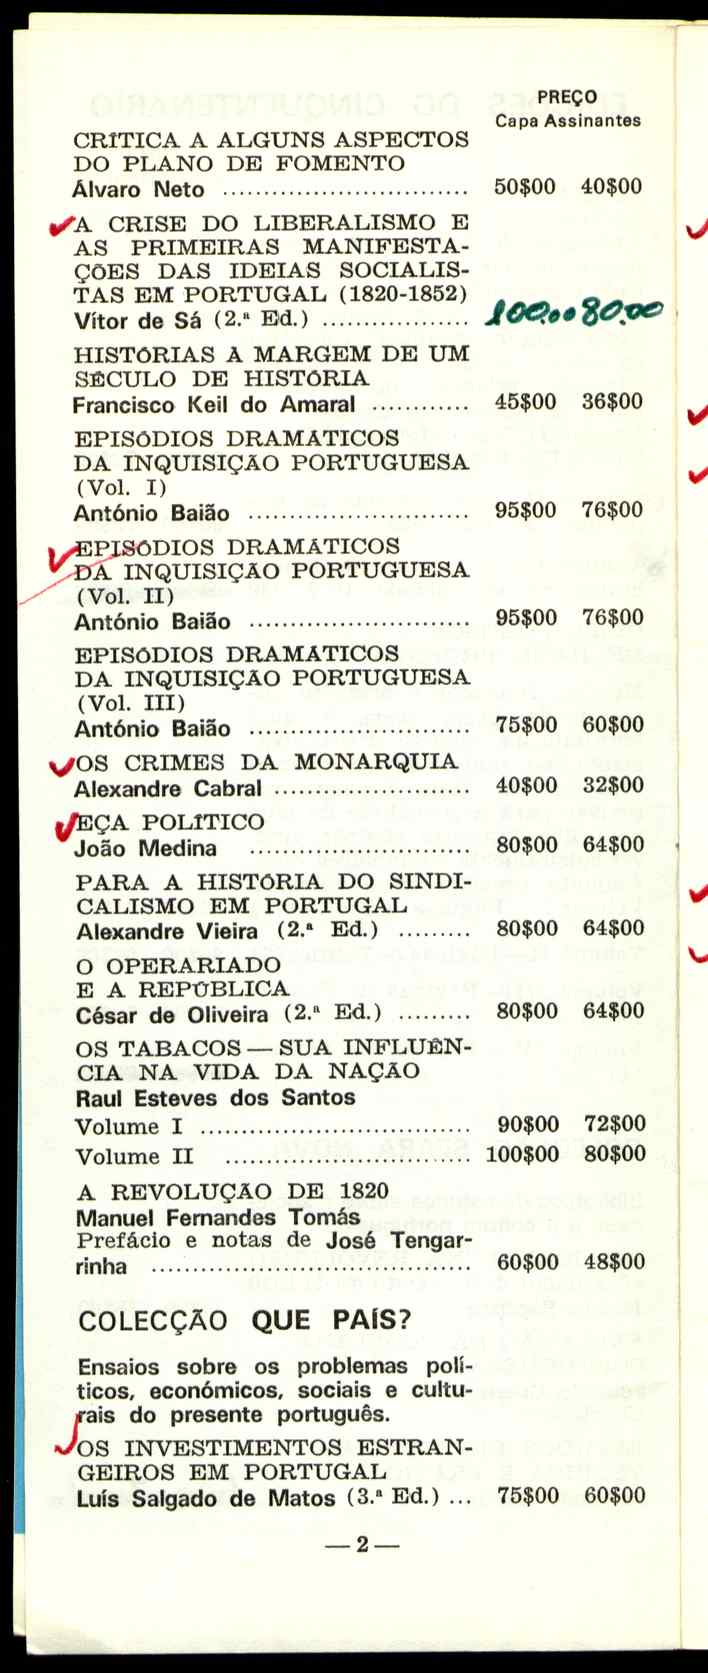 PREÇO
Capa Assinantes
CRÍTICA A ALGUNS ASPECTOS
DO PLANO DE FOMENTO
Álvaro Neto ............................ 50$00 40$00
A CRISE DO LIBERALISMO E
AS PRIMEIRAS MANIFESTA-
ÇÕES DAS IDEIAS SOCIALIS-
TAS EM PORTUGAL (1820-1852)
Vítor de Sá (2.ª Ed.) ................. 100.00 80.00
HISTÓRIAS À MARGEM DE UM
SÉCULO DE HISTÓRIA
Francisco Keil do Amaral ............ 45$00 36$00
EPISÓDIOS DRAMÁTICOS
DA INQUISIÇÃO PORTUGUESA
(Vol. I)
António Baião .......................... 95$00 76$00
EPISÓDIOS DRAMÁTICOS
DA INQUISIÇÃO PORTUGUESA
(Vol. II)
António Baião .......................... 95$00 76$00
EPISÓDIOS DRAMÁTICOS
DA INQUISIÇÃO PORTUGUESA
(Vol. III)
António Baião .......................... 75$00 60$00
OS CRIMES DA MONARQUIA
Alexandre Cabral ....................... 40$00 32$00
EÇA POLÍTICO
João Medina .......................... 80$00 64$00
PARA A HISTÓRIA DO SINDI-
CALISMO EM PORTUGAL
Alexandre Vieira (2.ª Ed.) ......... 80$00 64$00
O OPERARIADO
E A REPÚBLICA
César de Oliveira (2.ª Ed.) ......... 80$00 64$00
OS TABACOS — SUA INFLUÊN-
CIA NA VIDA DA NAÇÃO
Raul Esteves dos Santos
Volume I ................................ 90$00 72$00
Volume II ............................. 100$00 80$00
A REVOLUÇÃO DE 1820
Manuel Fernandes Tomás
Prefácio e notas de José Tengar-
rinha ..................................... 60$00 48$00
COLECÇÃO QUE PAÍS?
Ensaios sobre os problemas polí-
ticos, económicos, sociais e cultu-
rais do presente português.
OS INVESTIMENTOS ESTRAN-
GEIROS EM PORTUGAL
Luís Salgado de Matos (3.ª Ed.) ... 75$00 60$00
— 2 —